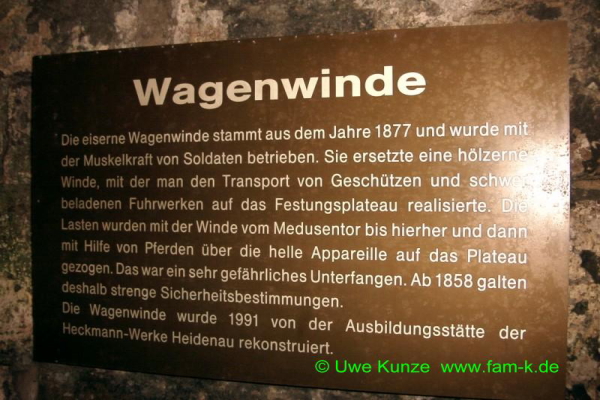 Wagenwinde
Die eiserne Wagenwinde stammt aus dem Jahre 1877 und wurde mit
der Muskelkraft von Soldaten betrieben. Sie ersetzte eine hölzerne
Winde, mit der man den Transport von Geschützen und
beladenen Fuhrwerken auf das Festungsplateau realisierte. Die
Lasten wurden mit der Winde vom Medusentor bis hierher und dann
mit Hilfe von Pferden über die helle Appareille auf das Plateau
gezogen. Das war ein sehr gefährliches Unterfangen. Ab 1858 galten
deshalb strenge Sicherheitsbestimmungen.
Die Wagenwinde wurde 1991 von der Ausbildungsstätte der
Heckmann-Werke Heidenau rekonstruiert.
© Uwe Kunze www.fam-k.de